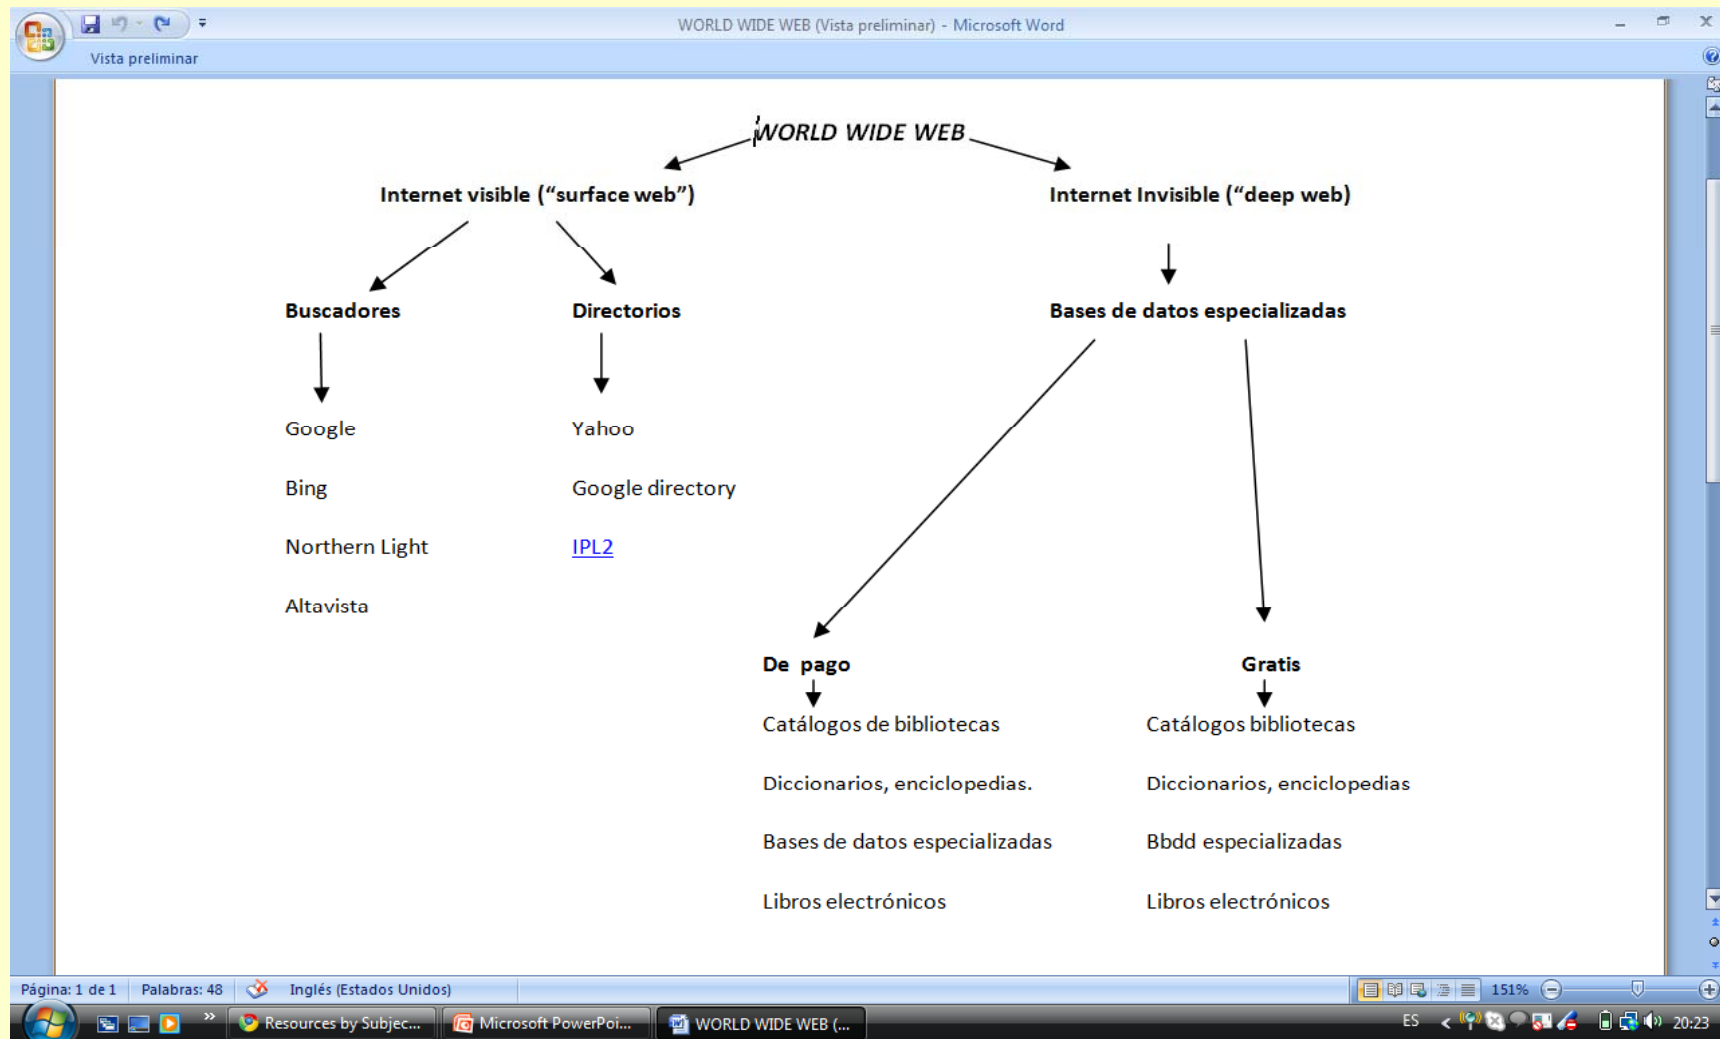 WORLD WIDE WEB (Vista preliminar) - Microsoft Word
Vista preliminar
WORLD WIDE WEB
Internet visible (“surface web”)
Internet Invisible (“deep web)
Buscadores
Directorios
Bases de datos especializadas
Google
Yahoo
Bing
Google directory
Northern Light
IPL2
Altavista
De pago
Gratis
Catálogos de bibliotecas
Catálogos bibliotecas
Diccionarios, enciclopedias.
Diccionarios, enciclopedias
Bases de datos especializadas
Bbdd especializadas
Libros electrónicos
Libros electrónicos
Página: 1 de 1 Palabras: 48 Inglés (Estados Unidos) 151%
Resources by Subjec... Microsoft PowerPoi... WORLD WIDE WEB (... ES 20:23